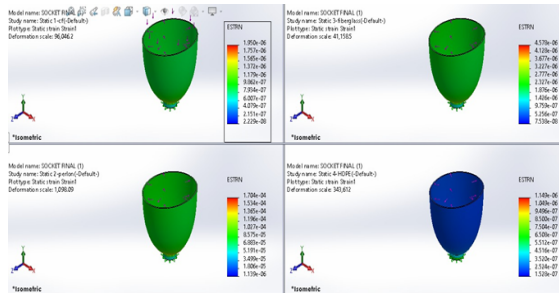 Model name: SOCKET FINAL (1)
Study name: Static 1-cf(-Default-)
Plot type: Static strain Strain1
Deformation scale: 96,046.2
ESTRN
1.950e-06
1.757e-06
1.565e-06
1.372e-06
1.179e-06
9.862e-07
7.934e-07
6.007e-07
4.079e-07
2.151e-07
2.229e-08
*Isometric
Model name: SOCKET FINAL (1)
Study name: Static 3-fiberglass(-Default-)
Plot type: Static strain Strain1
Deformation scale: 41,158.5
ESTRN
4.578e-06
4.128e-06
3.677e-06
3.227e-06
2.777e-06
2.327e-06
1.876e-06
1.426e-06
9.759e-07
5.256e-07
7.538e-08
*Isometric
Model name: SOCKET FINAL (1)
Study name: Static 2-perlon(-Default-)
Plot type: Static strain Strain1
Deformation scale: 1,098.09
ESTRN
1.704e-04
1.534e-04
1.365e-04
1.196e-04
1.027e-04
8.575e-05
6.883e-05
5.191e-05
3.499e-05
1.806e-05
1.139e-06
*Isometric
Model name: SOCKET FINAL (1)
Study name: Static 4-HDPE(-Default-)
Plot type: Static strain Strain1
Deformation scale: 343,612
ESTRN
1.149e-06
1.049e-06
9.496e-07
8.500e-07
7.504e-07
6.508e-07
5.512e-07
4.516e-07
3.520e-07
2.524e-07
1.528e-07
*Isometric